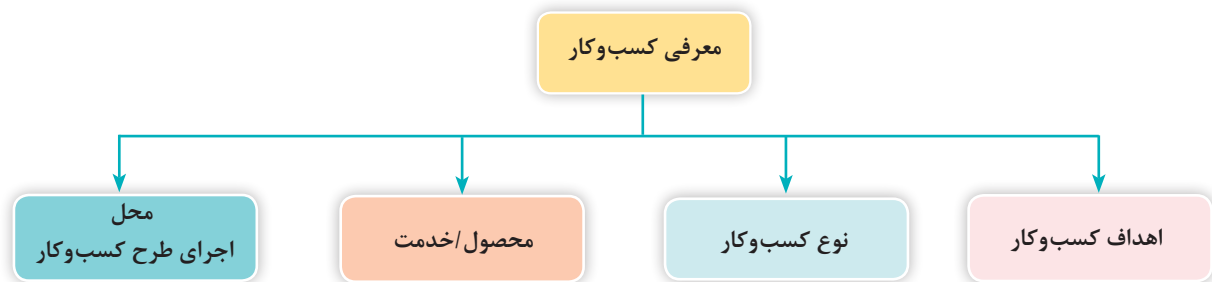 معرفی کسب‌وکار
اهداف کسب‌وکار
نوع کسب‌وکار
محصول/خدمت
محل
اجرای طرح کسب‌وکار